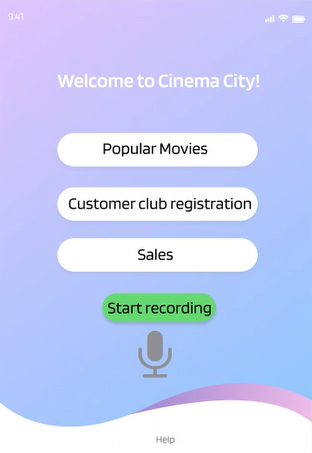 9:41
Welcome to Cinema City!
Popular Movies
Customer club registration
Sales
Start recording
Help